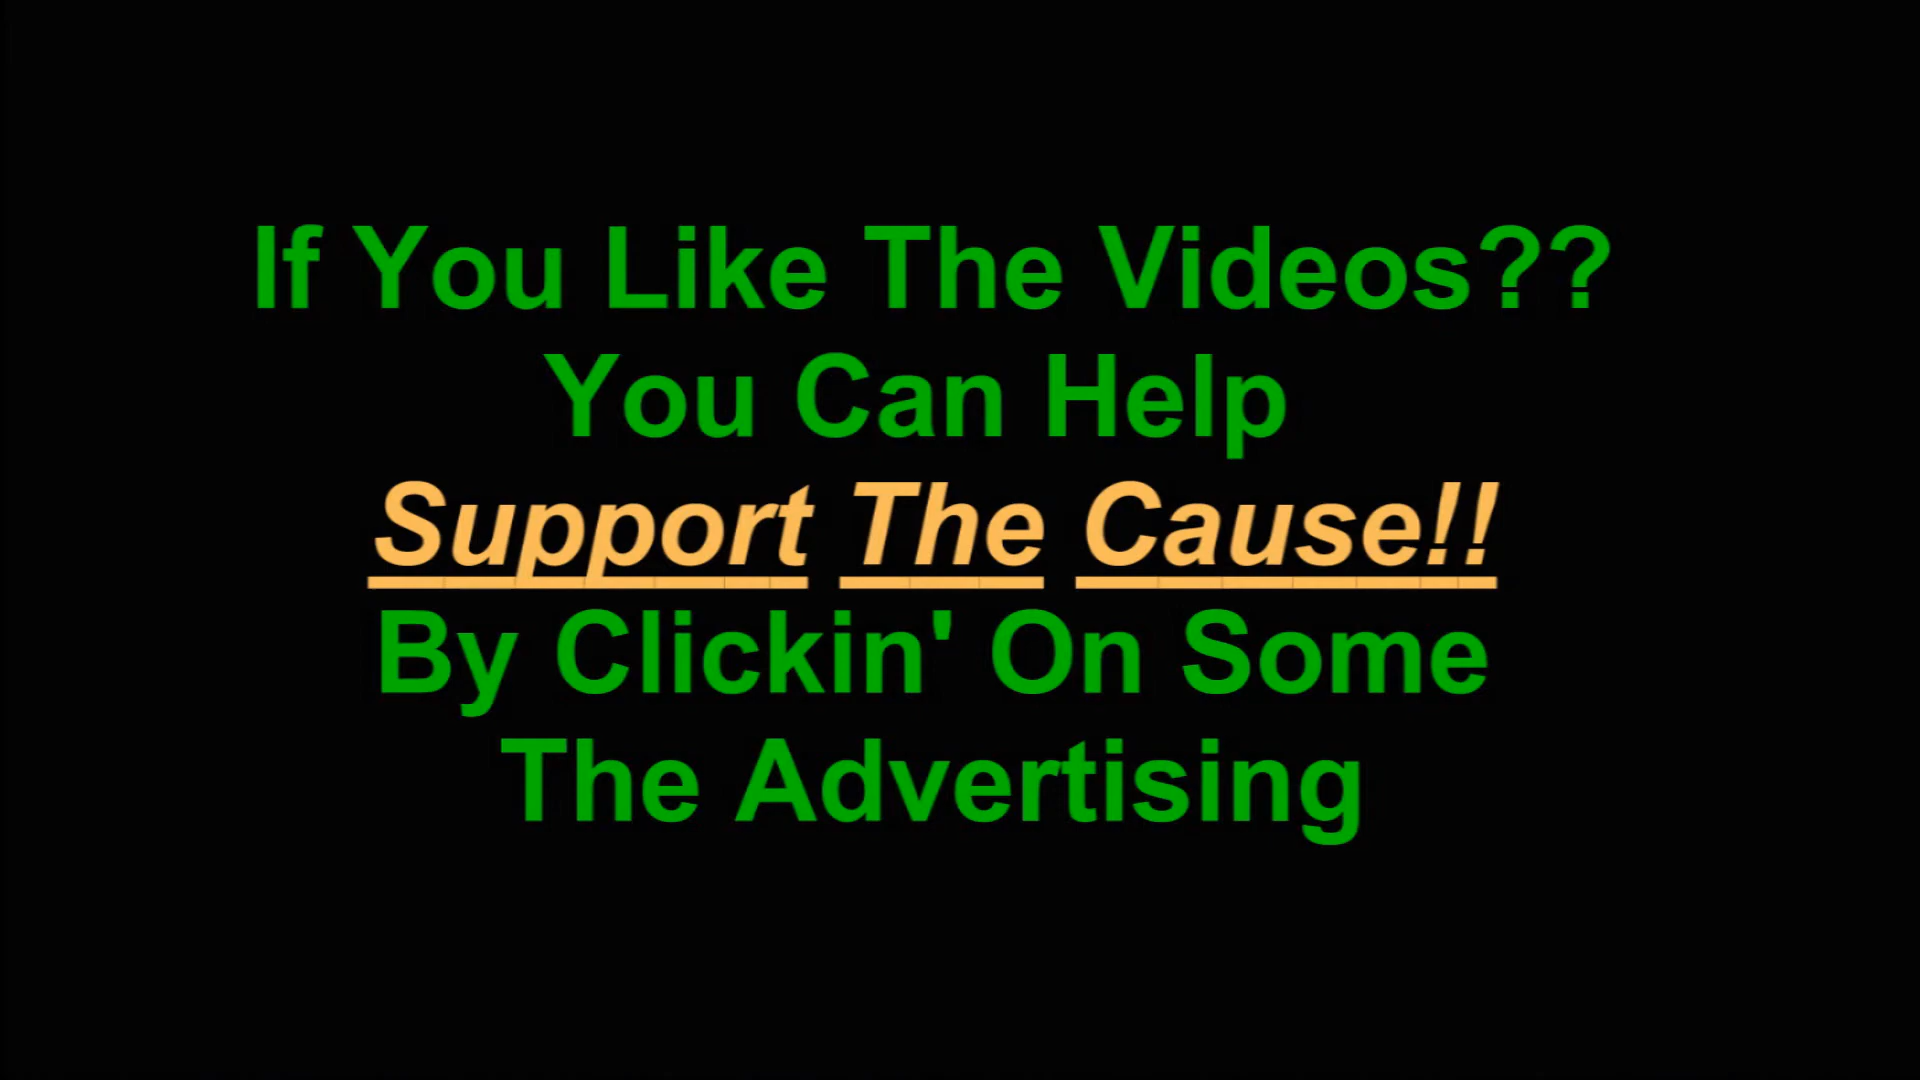 If You Like The Videos??
You Can Help
Support The Cause!!
By Clickin' On Some
The Advertising